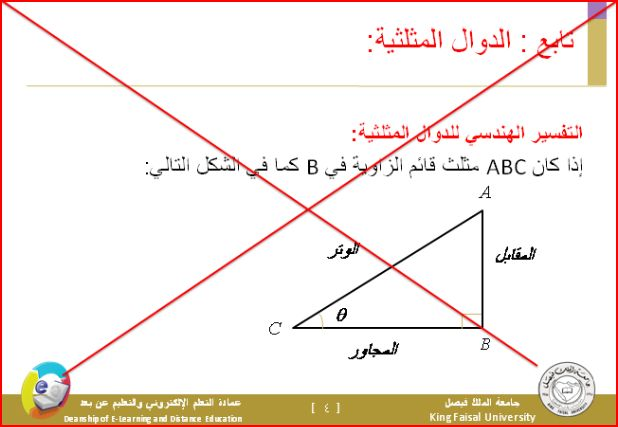 تابع : الدوال المثلثية:
التفسير الهندسي للدوال المثلثية:
إذا كان ABC مثلث قائم الزاوية في B كما في الشكل التالي:
A
الوتر
المقابل
θ
C
B
المجاور
جامعة الملك فيصل
King Faisal University
[ ٤ ]
عمادة التعلم الإلكتروني والتعليم عن بعد
Deanship of E-Learning and Distance Education